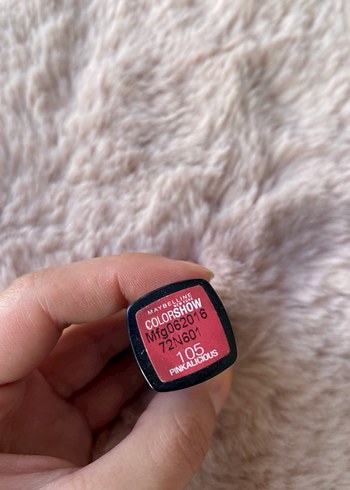 MAYBELLINE
NEW YORK
COLORSHOW
Mfg062016
72N601
105
PINKALICIOUS